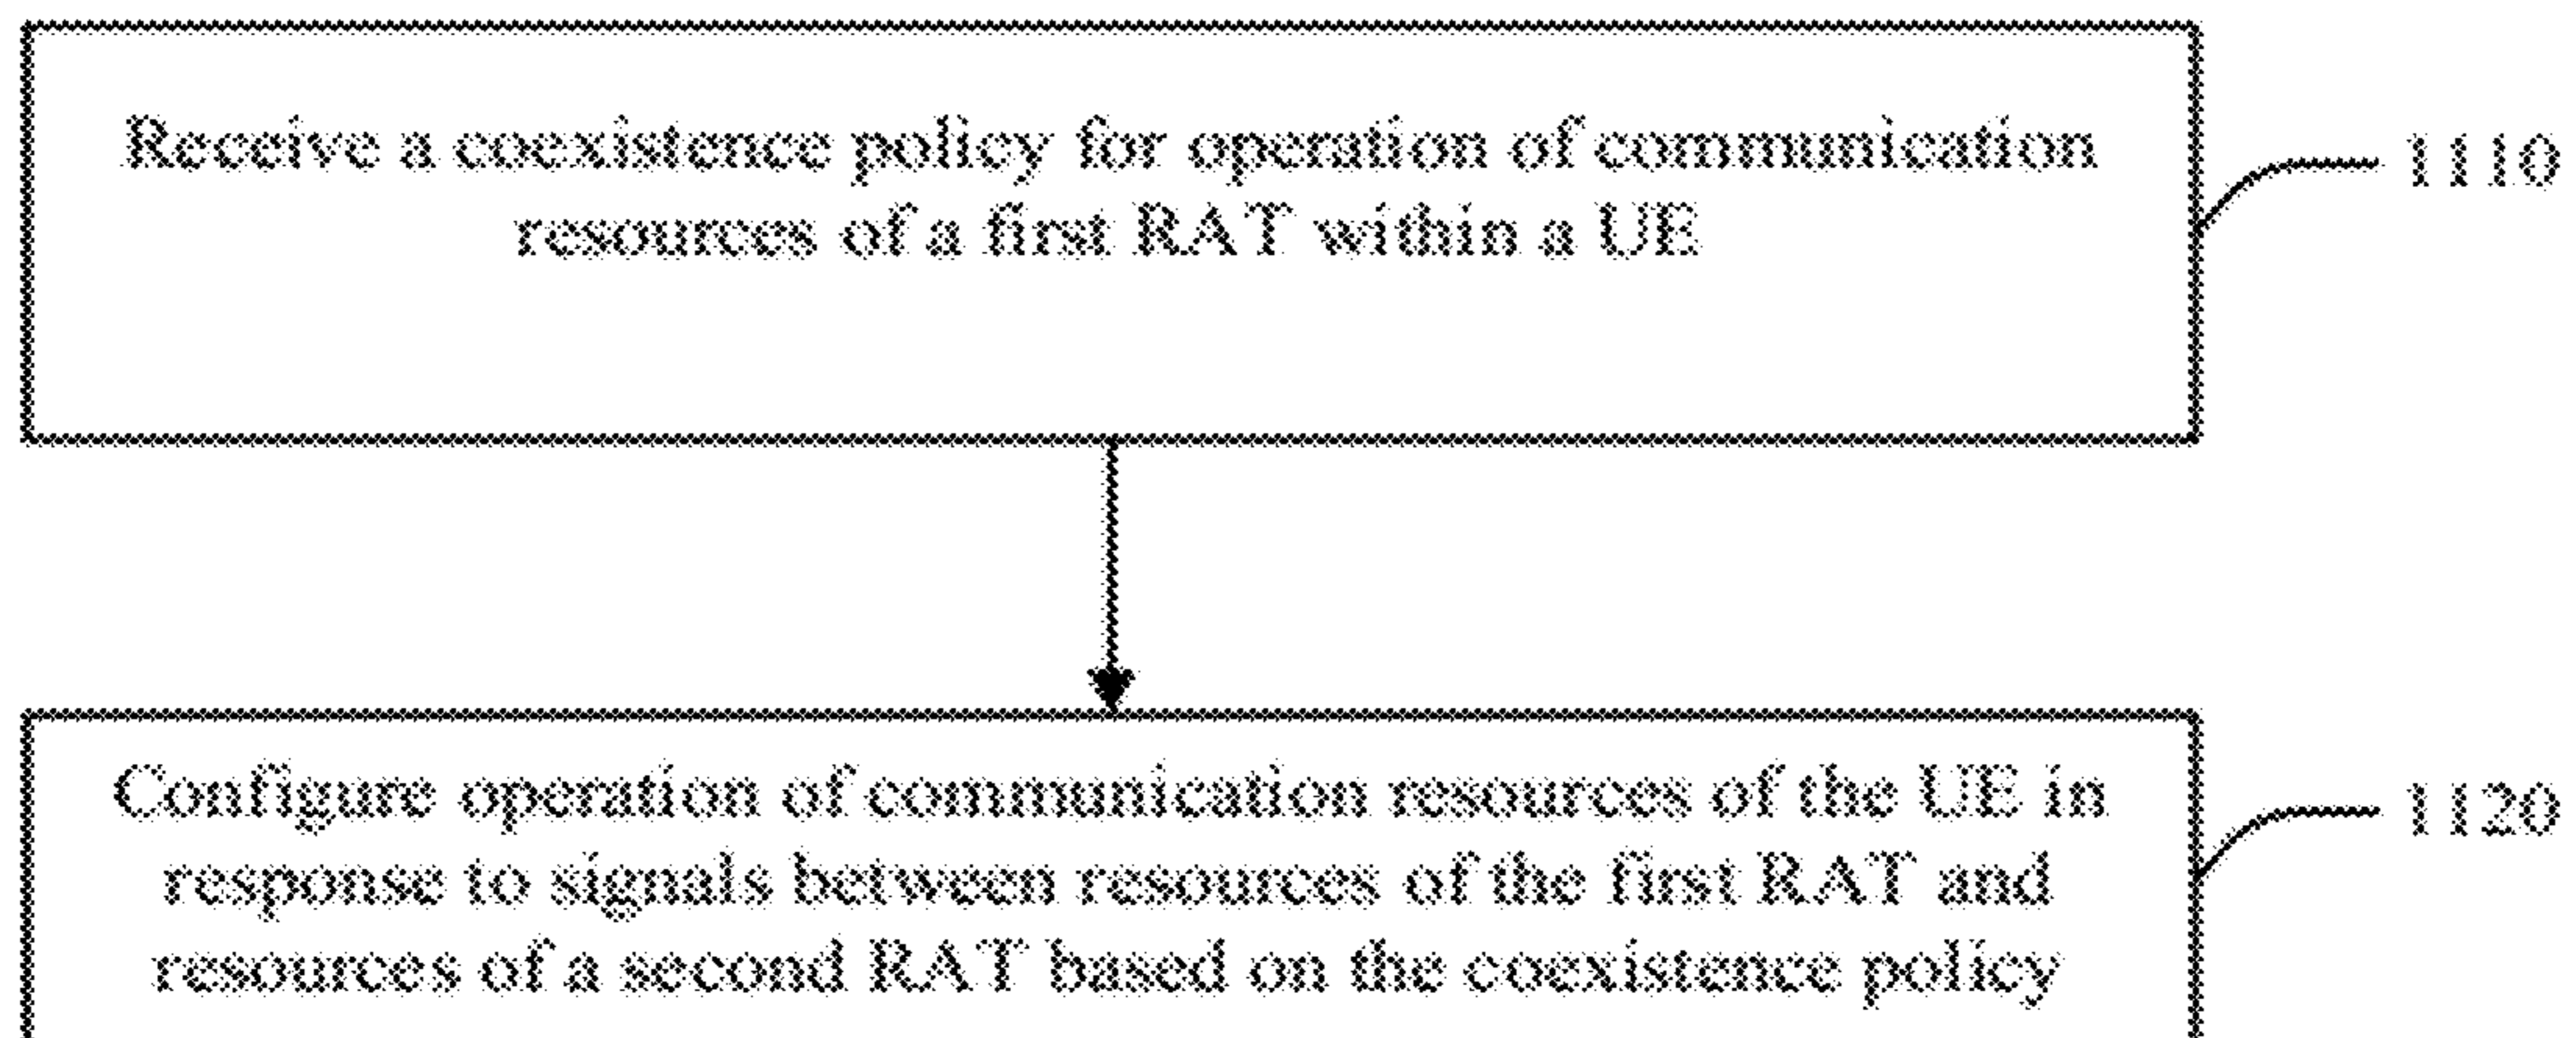 Receive a coexistence policy for operation of communication
resources of a first RAT within a UE
1110
Configure operation of communication resources of the UE in
response to signals between resources of the first RAT and
resources of a second RAT based on the coexistence policy
1120